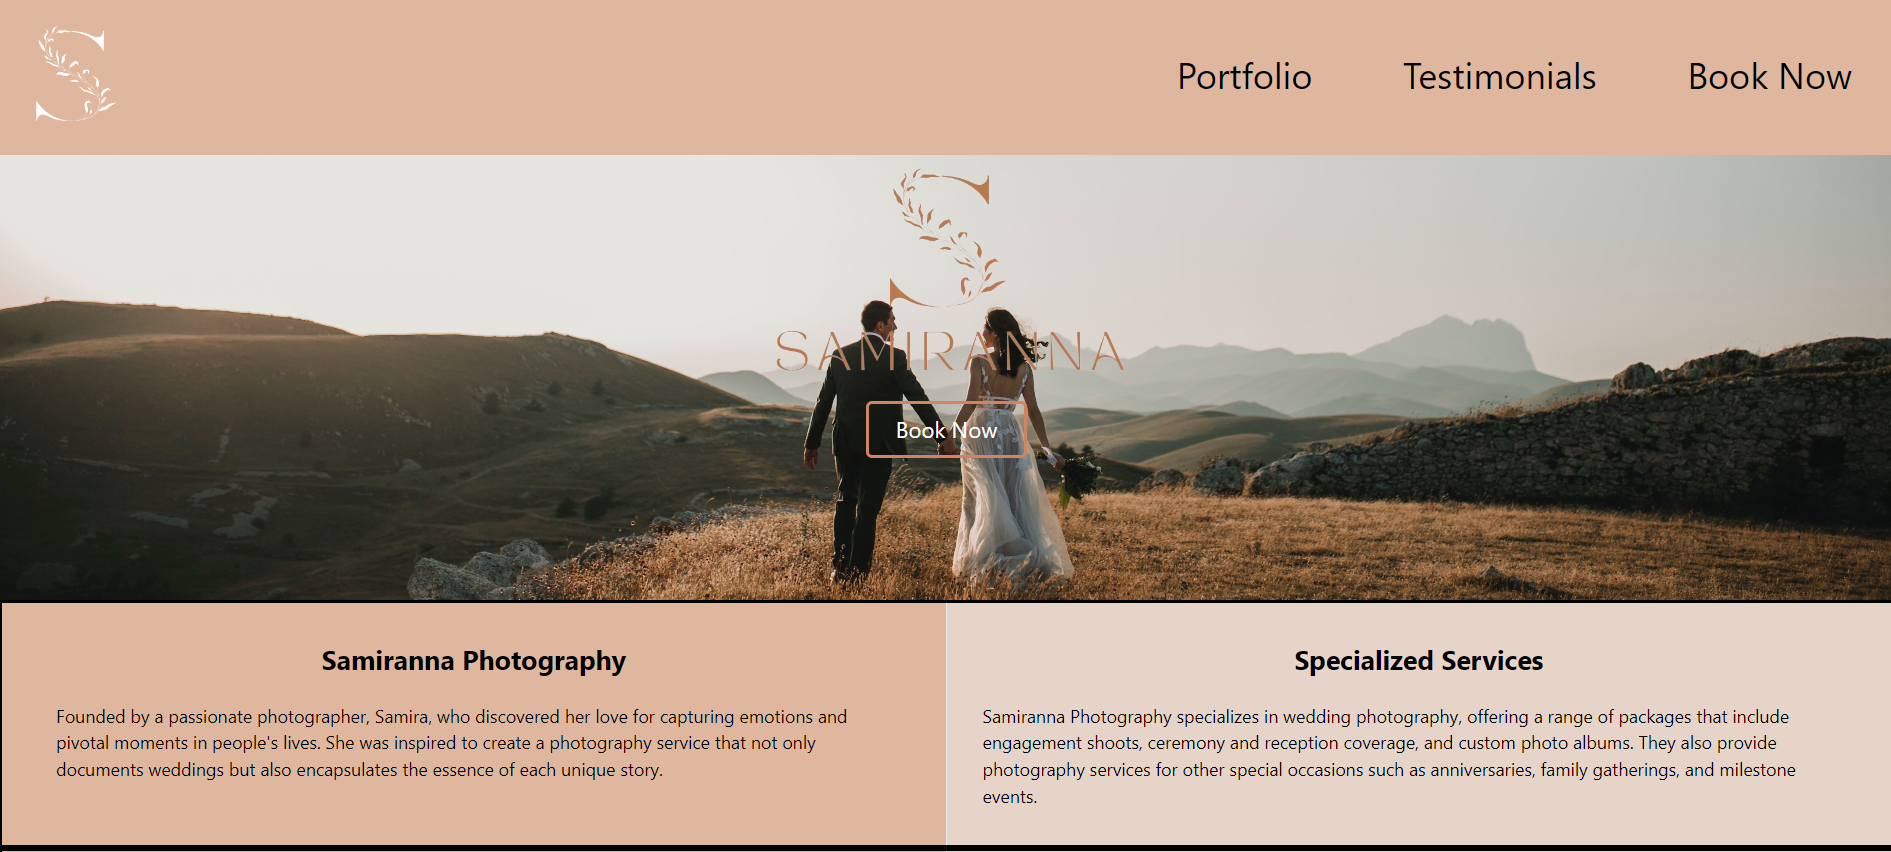 S
Portfolio Testimonials Book Now
S
SAMIRANNA
Book Now
Samiranna Photography
Founded by a passionate photographer, Samira, who discovered her love for capturing emotions and
pivotal moments in people's lives. She was inspired to create a photography service that not only
documents weddings but also encapsulates the essence of each unique story.
Specialized Services
Samiranna Photography specializes in wedding photography, offering a range of packages that include
engagement shoots, ceremony and reception coverage, and custom photo albums. They also provide
photography services for other special occasions such as anniversaries, family gatherings, and milestone
events.